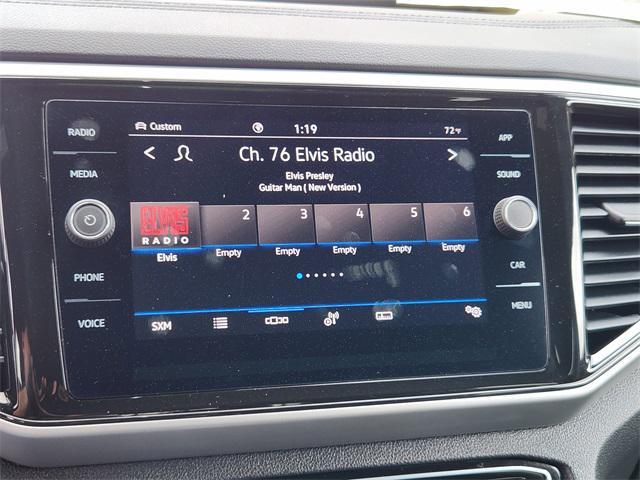 RADIO
MEDIA
PHONE
VOICE
Custom
1:19
72°F
Ch. 76 Elvis Radio
Elvis Presley
Guitar Man ( New Version )
ELVIS
RADIO
2
3
4
5
6
Elvis
Empty
Empty
Empty
Empty
Empty
SXM
APP
SOUND
CAR
MENU